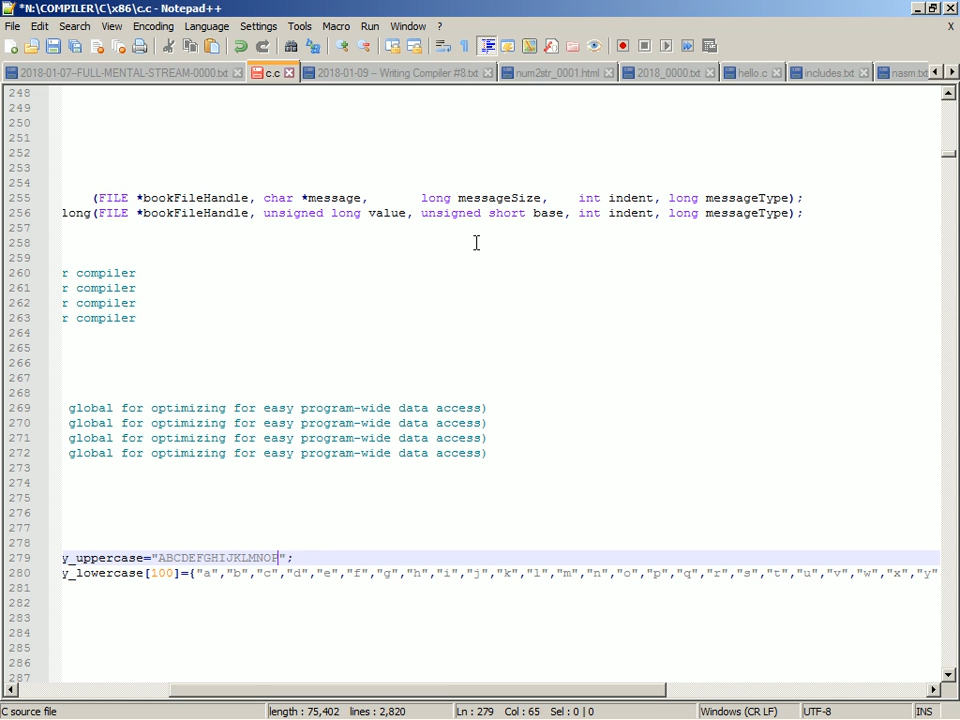 *N:\COMPILER\C\x86\c.c - Notepad++
File Edit Search View Encoding Language Settings Tools Macro Run Window ? X
2018-01-07-FULL-MENTAL-STREAM-0000.txt c.c 2018-01-09 -- Writing Compiler #8.txt num2str_0001.html 2018_0000.txt hello.c includes.txt nasm.txt
248
249
250
251
252
253
254
255 (FILE *bookFileHandle, char *message, long messageSize, int indent, long messageType);
256 long(FILE *bookFileHandle, unsigned long value, unsigned short base, int indent, long messageType);
257
258
259
260 r compiler
261 r compiler
262 r compiler
263 r compiler
264
265
266
267
268
269 global for optimizing for easy program-wide data access)
270 global for optimizing for easy program-wide data access)
271 global for optimizing for easy program-wide data access)
272 global for optimizing for easy program-wide data access)
273
274
275
276
277
278
279 y_uppercase="ABCDEFGHIJKLMNOP";
280 y_lowercase[100]={"a","b","c","d","e","f","g","h","i","j","k","l","m","n","o","p","q","r","s","t","u","v","w","x","y"
281
282
283
284
285
286
287
C source file length : 75,402 lines : 2,820 Ln : 279 Col : 65 Sel : 0 | 0 Windows (CR LF) UTF-8 INS